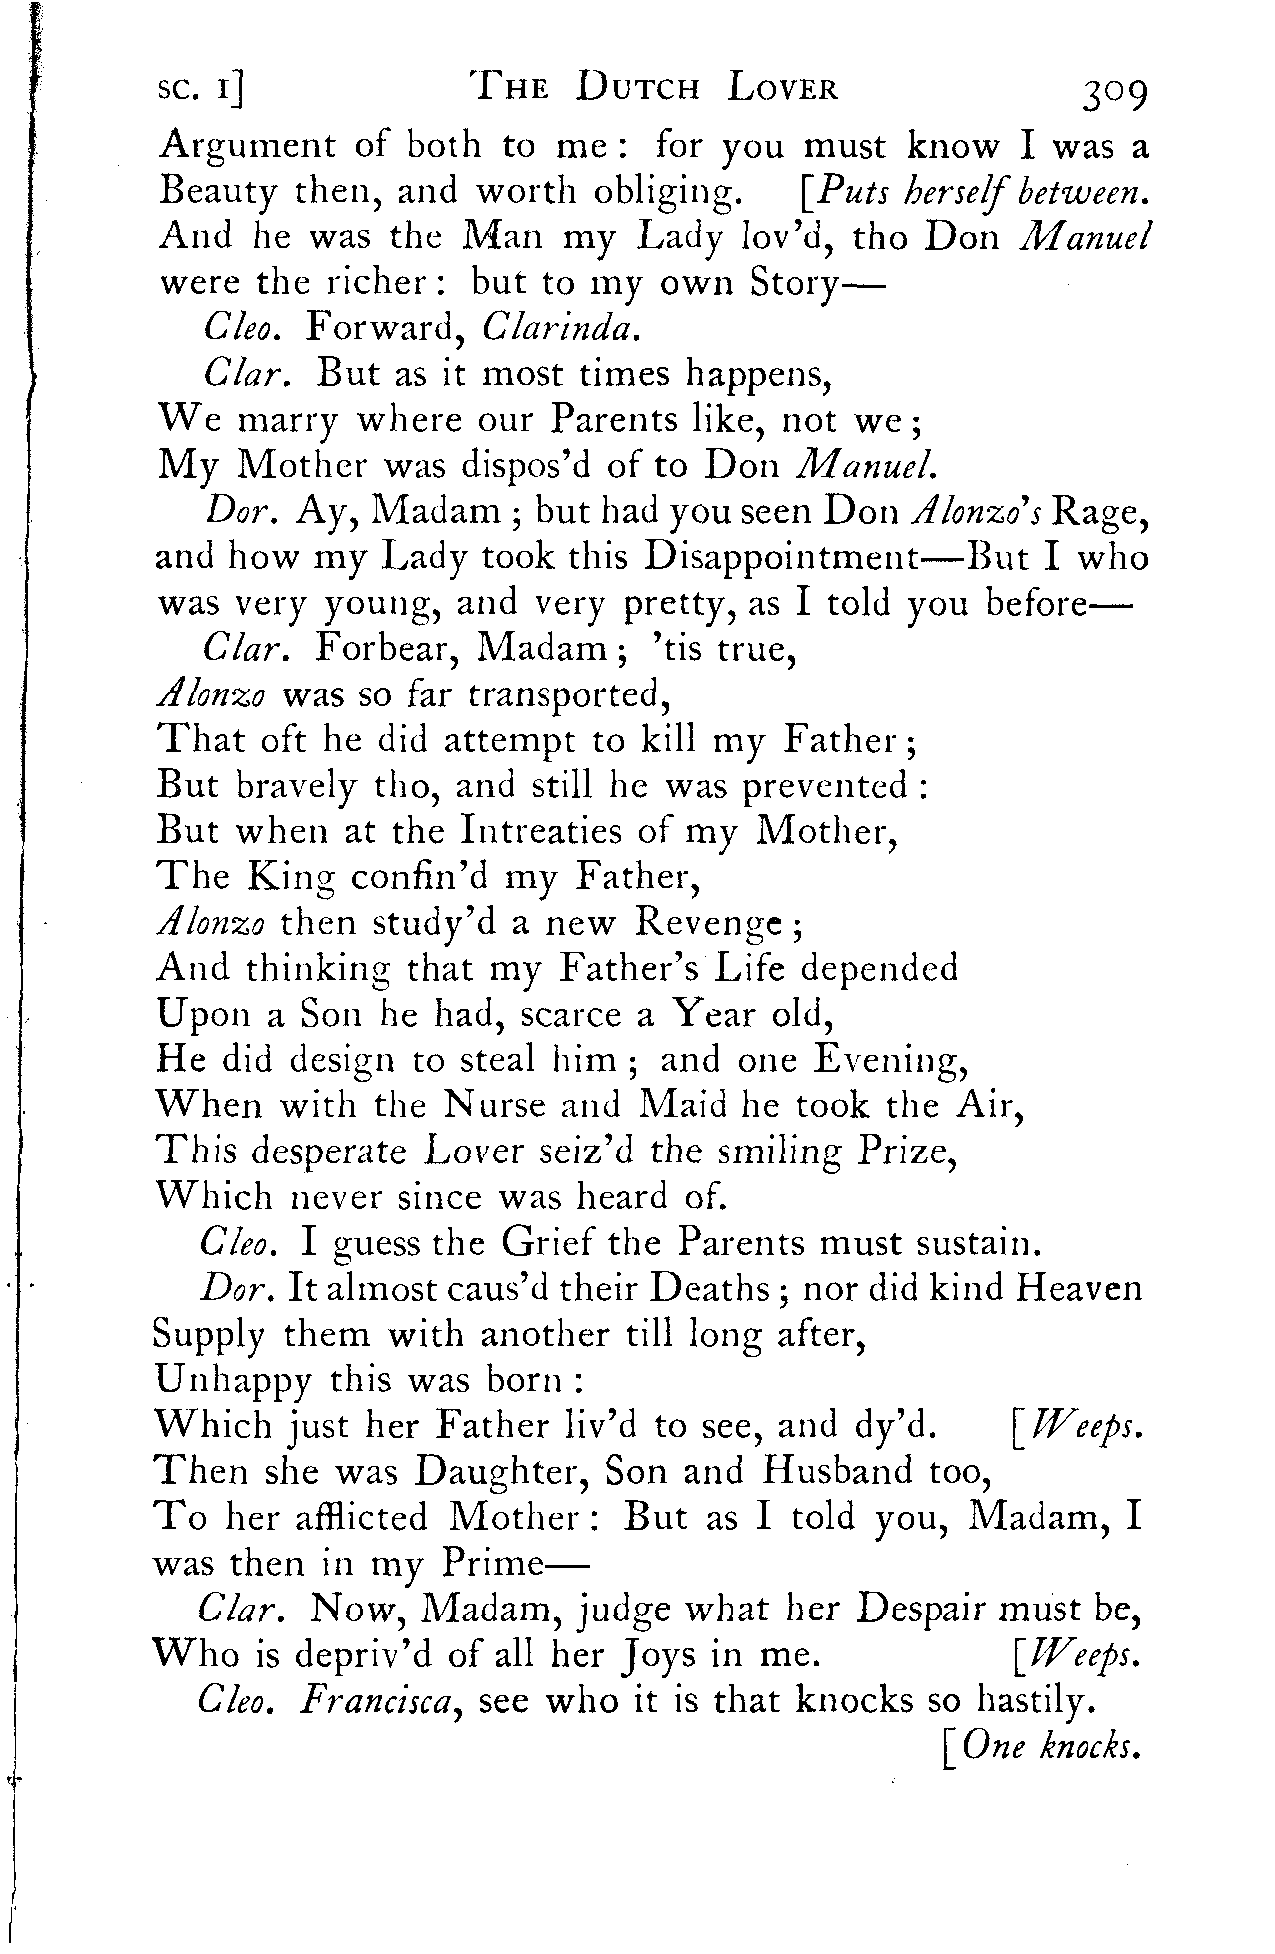 SC. I] THE DUTCH LOVER 309
Argument of both to me : for you must know I was a
Beauty then, and worth obliging. [Puts herself between.
And he was the Man my Lady lov'd, tho Don Manuel
were the richer : but to my own Story—
Cleo. Forward, Clarinda.
Clar. But as it most times happens,
We marry where our Parents like, not we ;
My Mother was dispos'd of to Don Manuel.
Dor. Ay, Madam ; but had you seen Don Alonzo's Rage,
and how my Lady took this Disappointment—But I who
was very young, and very pretty, as I told you before—
Clar. Forbear, Madam ; 'tis true,
Alonzo was so far transported,
That oft he did attempt to kill my Father ;
But bravely tho, and still he was prevented :
But when at the Intreaties of my Mother,
The King confin'd my Father,
Alonzo then study'd a new Revenge ;
And thinking that my Father's Life depended
Upon a Son he had, scarce a Year old,
He did design to steal him ; and one Evening,
When with the Nurse and Maid he took the Air,
This desperate Lover seiz'd the smiling Prize,
Which never since was heard of.
Cleo. I guess the Grief the Parents must sustain.
Dor. It almost caus'd their Deaths ; nor did kind Heaven
Supply them with another till long after,
Unhappy this was born :
Which just her Father liv'd to see, and dy'd. [Weeps.
Then she was Daughter, Son and Husband too,
To her afflicted Mother : But as I told you, Madam, I
was then in my Prime—
Clar. Now, Madam, judge what her Despair must be,
Who is depriv'd of all her Joys in me. [Weeps.
Cleo. Francisca, see who it is that knocks so hastily.
[One knocks.